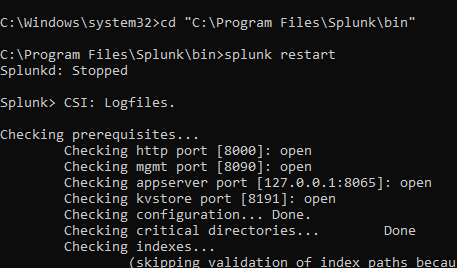 C:\Windows\system32>cd "C:\Program Files\Splunk\bin"
C:\Program Files\Splunk\bin>splunk restart
Splunkd: Stopped
Splunk> CSI: Logfiles.
Checking prerequisites...
Checking http port [8000]: open
Checking mgmt port [8090]: open
Checking appserver port [127.0.0.1:8065]: open
Checking kvstore port [8191]: open
Checking configuration... Done.
Checking critical directories... Done
Checking indexes...
(skipping validation of index paths becau